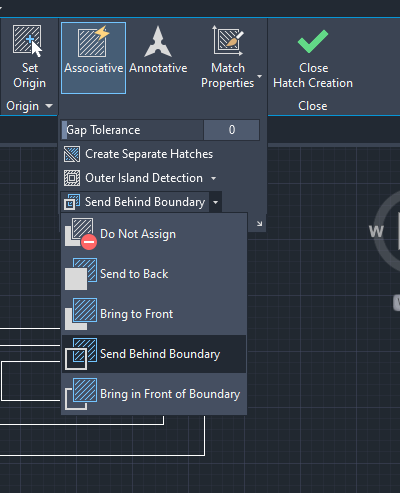 Set
Origin
Associative
Annotative
Match
Properties
Close
Hatch Creation
Origin
Close
Gap Tolerance
0
Create Separate Hatches
Outer Island Detection
Send Behind Boundary
Do Not Assign
Send to Back
Bring to Front
Send Behind Boundary
Bring in Front of Boundary
W